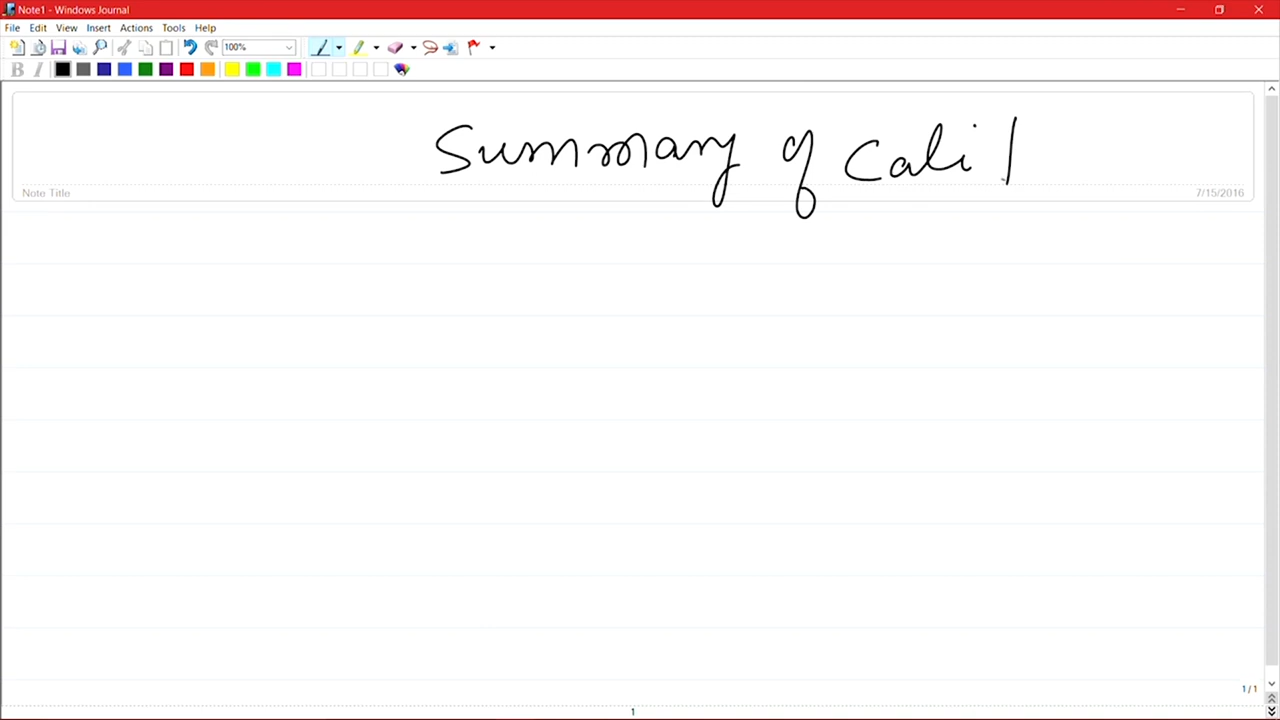 Note1 - Windows Journal
File Edit View Insert Actions Tools Help
100%
B I
Summary of Cali
Note Title
7/15/2016
1 / 1
1